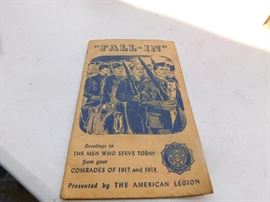 "FALL-IN"
Greetings to
THE MEN WHO SERVE TODAY
from your
COMRADES OF 1917 and 1918
Presented by THE AMERICAN LEGION